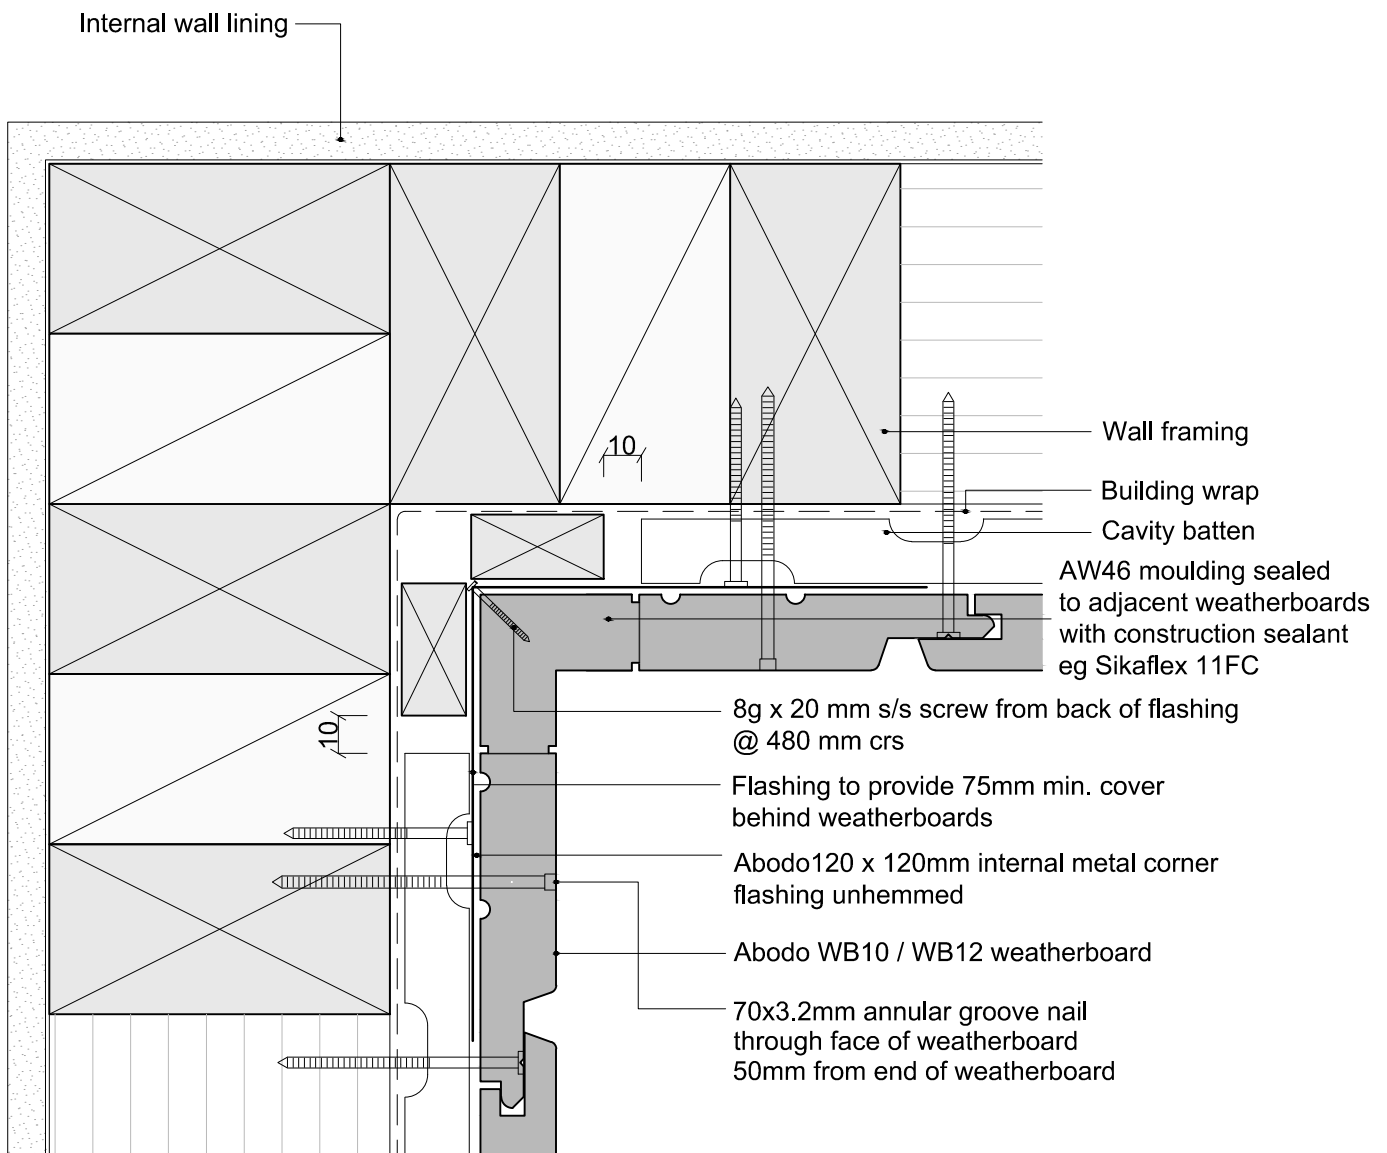 Internal wall lining
10
Wall framing
Building wrap
Cavity batten
AW46 moulding sealed
to adjacent weatherboards
with construction sealant
eg Sikaflex 11FC
8g x 20 mm s/s screw from back of flashing
@ 480 mm crs
10
Flashing to provide 75mm min. cover
behind weatherboards
Abodo120 x 120mm internal metal corner
flashing unhemmed
Abodo WB10 / WB12 weatherboard
70x3.2mm annular groove nail
through face of weatherboard
50mm from end of weatherboard